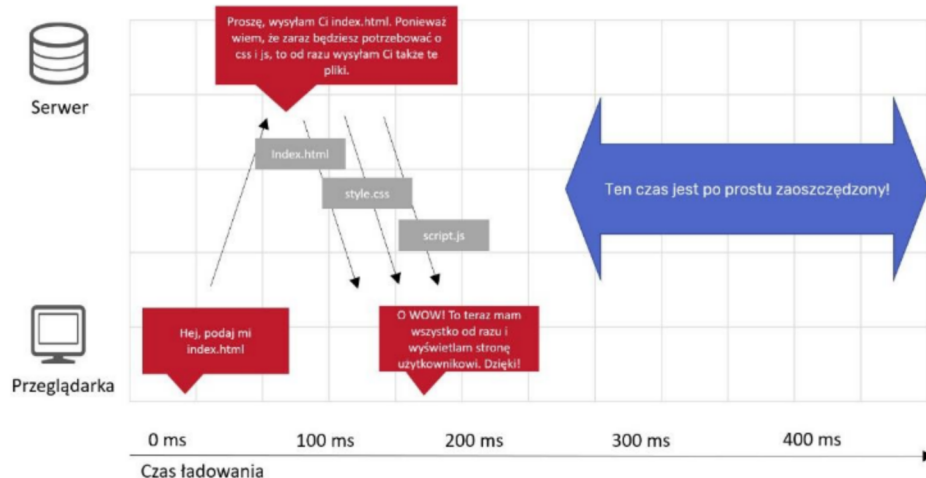 Proszę, wysyłam Ci index.html. Ponieważ
wiem, że zaraz będziesz potrzebować o
css i js, to od razu wysyłam Ci także te
pliki.
Serwer
Index.html
style.css
script.js
Ten czas jest po prostu zaoszczędzony!
Hej, podaj mi
index.html
O WOW! To teraz mam
wszystko od razu i
wyświetlam stronę
użytkownikowi. Dzięki!
Przeglądarka
0 ms
100 ms
200 ms
300 ms
400 ms
Czas ładowania